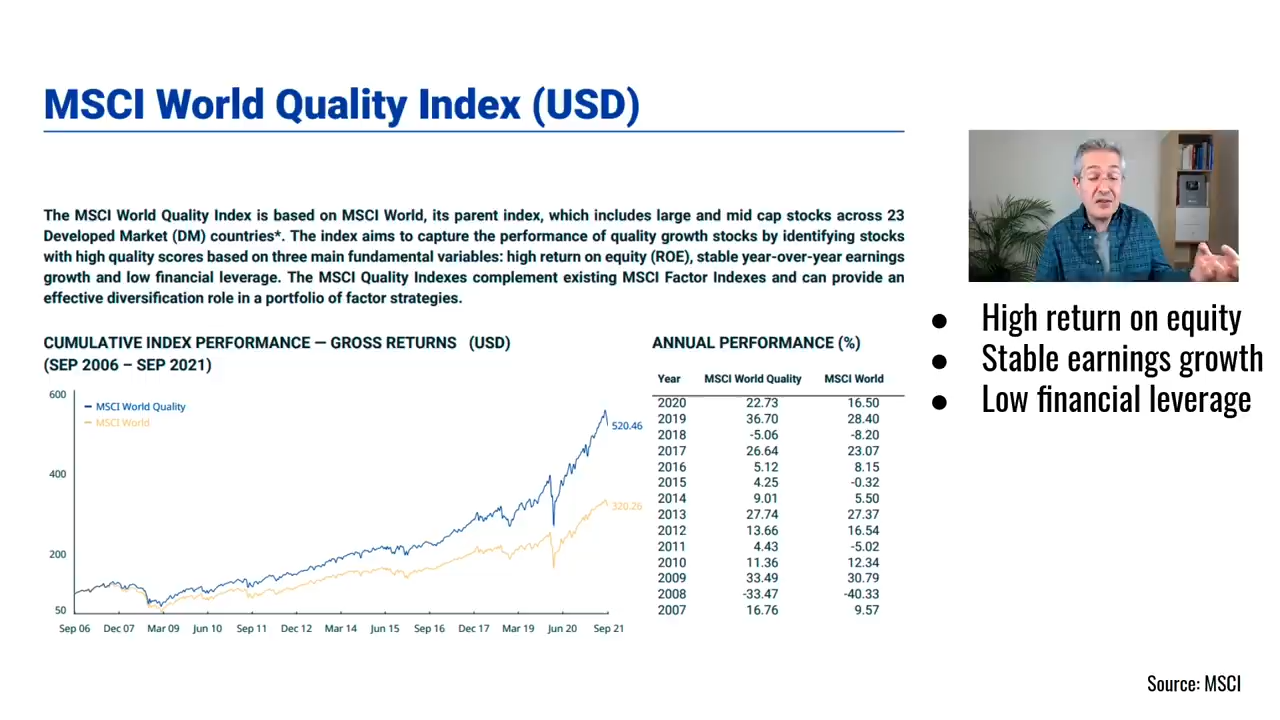 MSCI World Quality Index (USD)
The MSCI World Quality Index is based on MSCI World, its parent index, which includes large and mid cap stocks across 23
Developed Market (DM) countries*. The index aims to capture the performance of quality growth stocks by identifying stocks
with high quality scores based on three main fundamental variables: high return on equity (ROE), stable year-over-year earnings
growth and low financial leverage. The MSCI Quality Indexes complement existing MSCI Factor Indexes and can provide an
effective diversification role in a portfolio of factor strategies.
● High return on equity
● Stable earnings growth
● Low financial leverage
CUMULATIVE INDEX PERFORMANCE — GROSS RETURNS (USD)
(SEP 2006 – SEP 2021)
600
400
200
50
MSCI World Quality
MSCI World
520.46
320.26
Sep 06 Dec 07 Mar 09 Jun 10 Sep 11 Dec 12 Mar 14 Jun 15 Sep 16 Dec 17 Mar 19 Jun 20 Sep 21
ANNUAL PERFORMANCE (%)
Year MSCI World Quality MSCI World
2020 22.73 16.50
2019 36.70 28.40
2018 -5.06 -8.20
2017 26.64 23.07
2016 5.12 8.15
2015 4.25 -0.32
2014 9.01 5.50
2013 27.74 27.37
2012 13.66 16.54
2011 4.43 -5.02
2010 11.36 12.34
2009 33.49 30.79
2008 -33.47 -40.33
2007 16.76 9.57
Source: MSCI